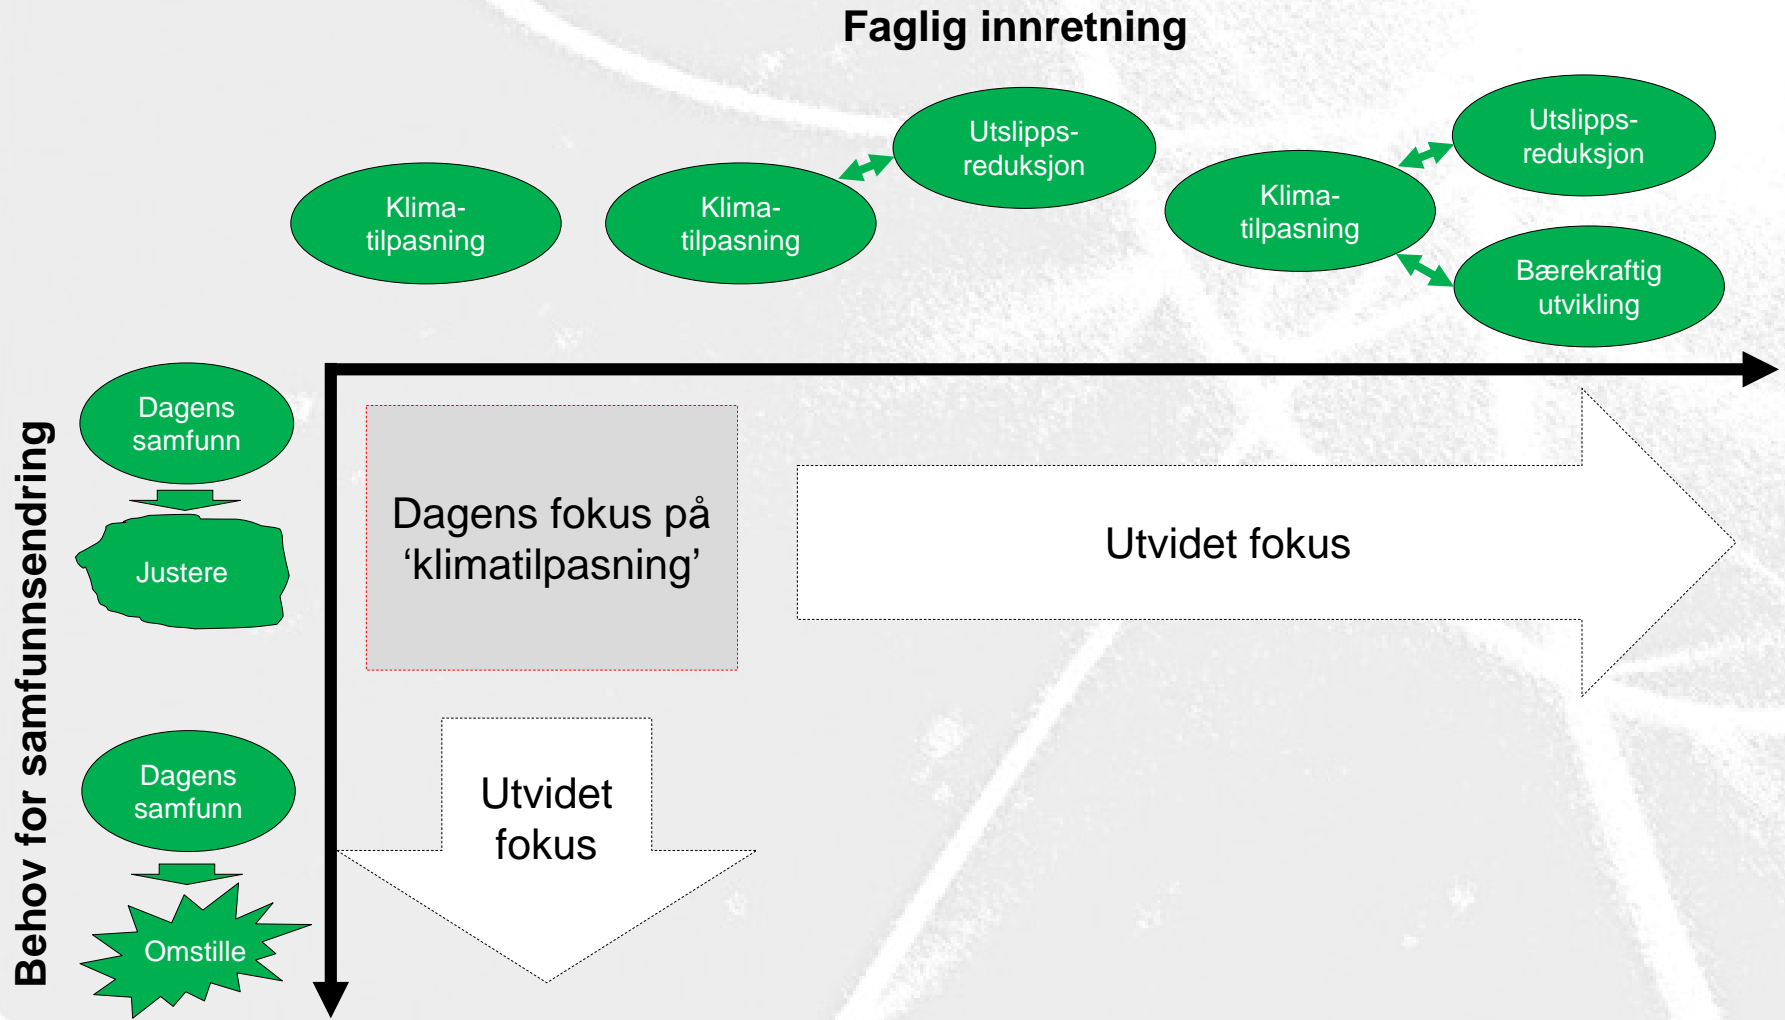 Faglig innretning
Utslipps-
reduksjon
Utslipps-
reduksjon
Klima-
tilpasning
Klima-
tilpasning
Klima-
tilpasning
Bærekraftig
utvikling
Behov for samfunnsendring
Dagens
samfunn
Justere
Dagens fokus på
‘klimatilpasning’
Utvidet fokus
Dagens
samfunn
Omstille
Utvidet
fokus